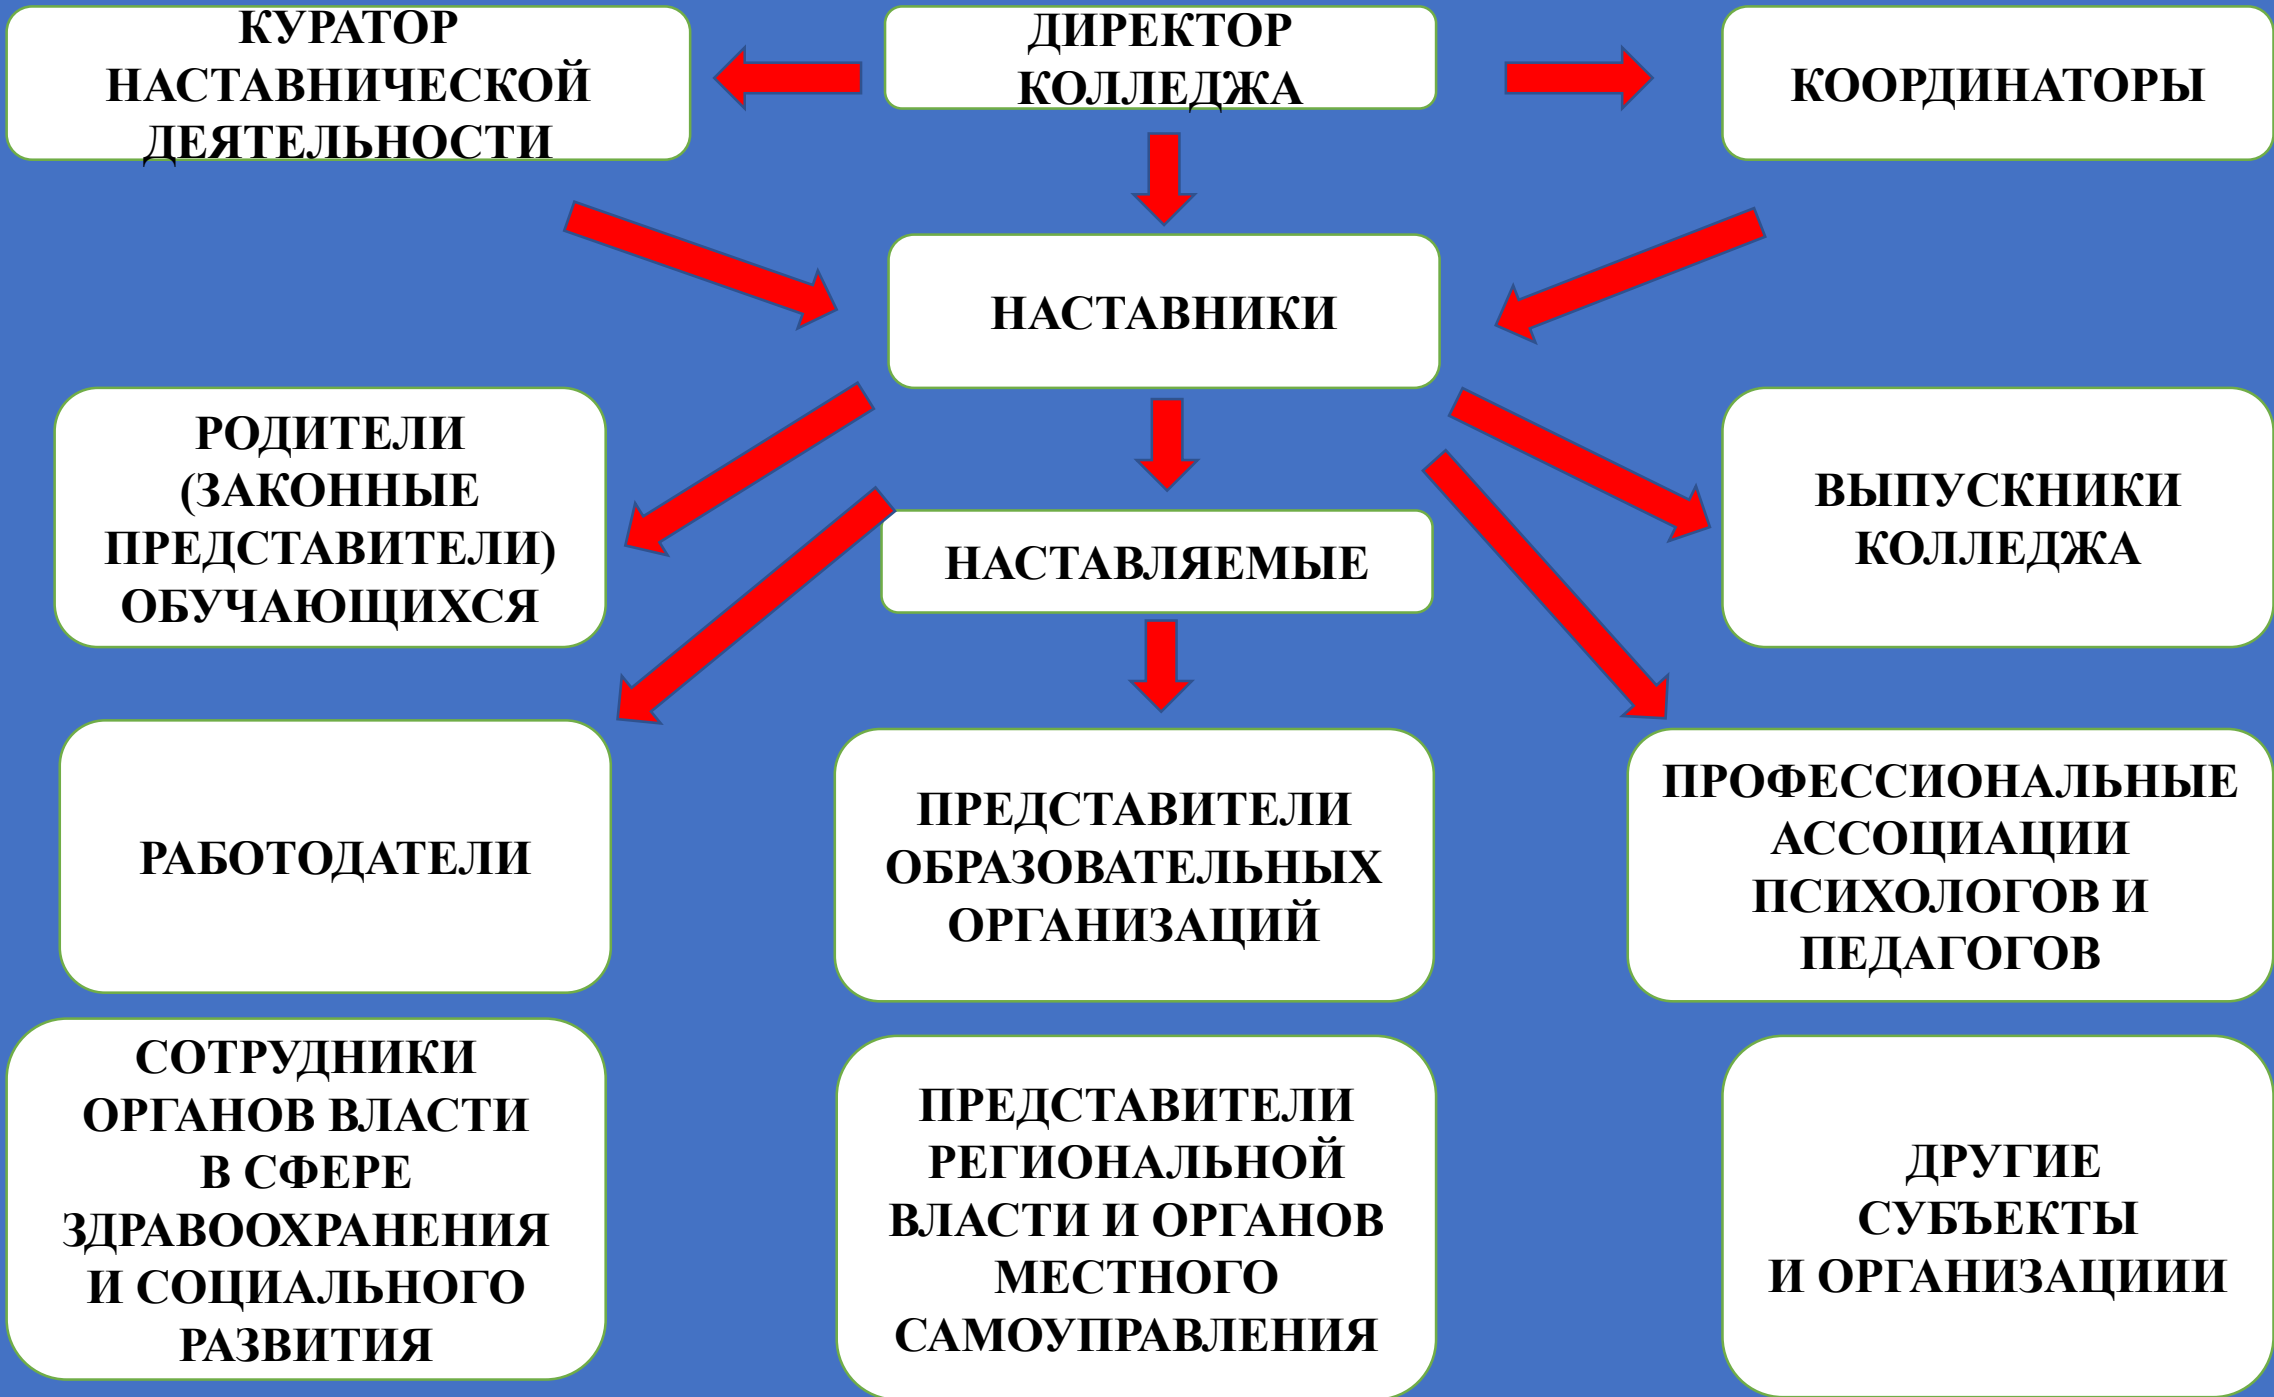 КУРАТОР
НАСТАВНИЧЕСКОЙ
ДЕЯТЕЛЬНОСТИ
ДИРЕКТОР
КОЛЛЕДЖА
КООРДИНАТОРЫ
НАСТАВНИКИ
РОДИТЕЛИ
(ЗАКОННЫЕ
ПРЕДСТАВИТЕЛИ)
ОБУЧАЮЩИХСЯ
НАСТАВЛЯЕМЫЕ
ВЫПУСКНИКИ
КОЛЛЕДЖА
РАБОТОДАТЕЛИ
ПРЕДСТАВИТЕЛИ
ОБРАЗОВАТЕЛЬНЫХ
ОРГАНИЗАЦИЙ
ПРОФЕССИОНАЛЬНЫЕ
АССОЦИАЦИИ
ПСИХОЛОГОВ И
ПЕДАГОГОВ
СОТРУДНИКИ
ОРГАНОВ ВЛАСТИ
В СФЕРЕ
ЗДРАВООХРАНЕНИЯ
И СОЦИАЛЬНОГО
РАЗВИТИЯ
ПРЕДСТАВИТЕЛИ
РЕГИОНАЛЬНОЙ
ВЛАСТИ И ОРГАНОВ
МЕСТНОГО
САМОУПРАВЛЕНИЯ
ДРУГИЕ
СУБЪЕКТЫ
И ОРГАНИЗАЦИИИ